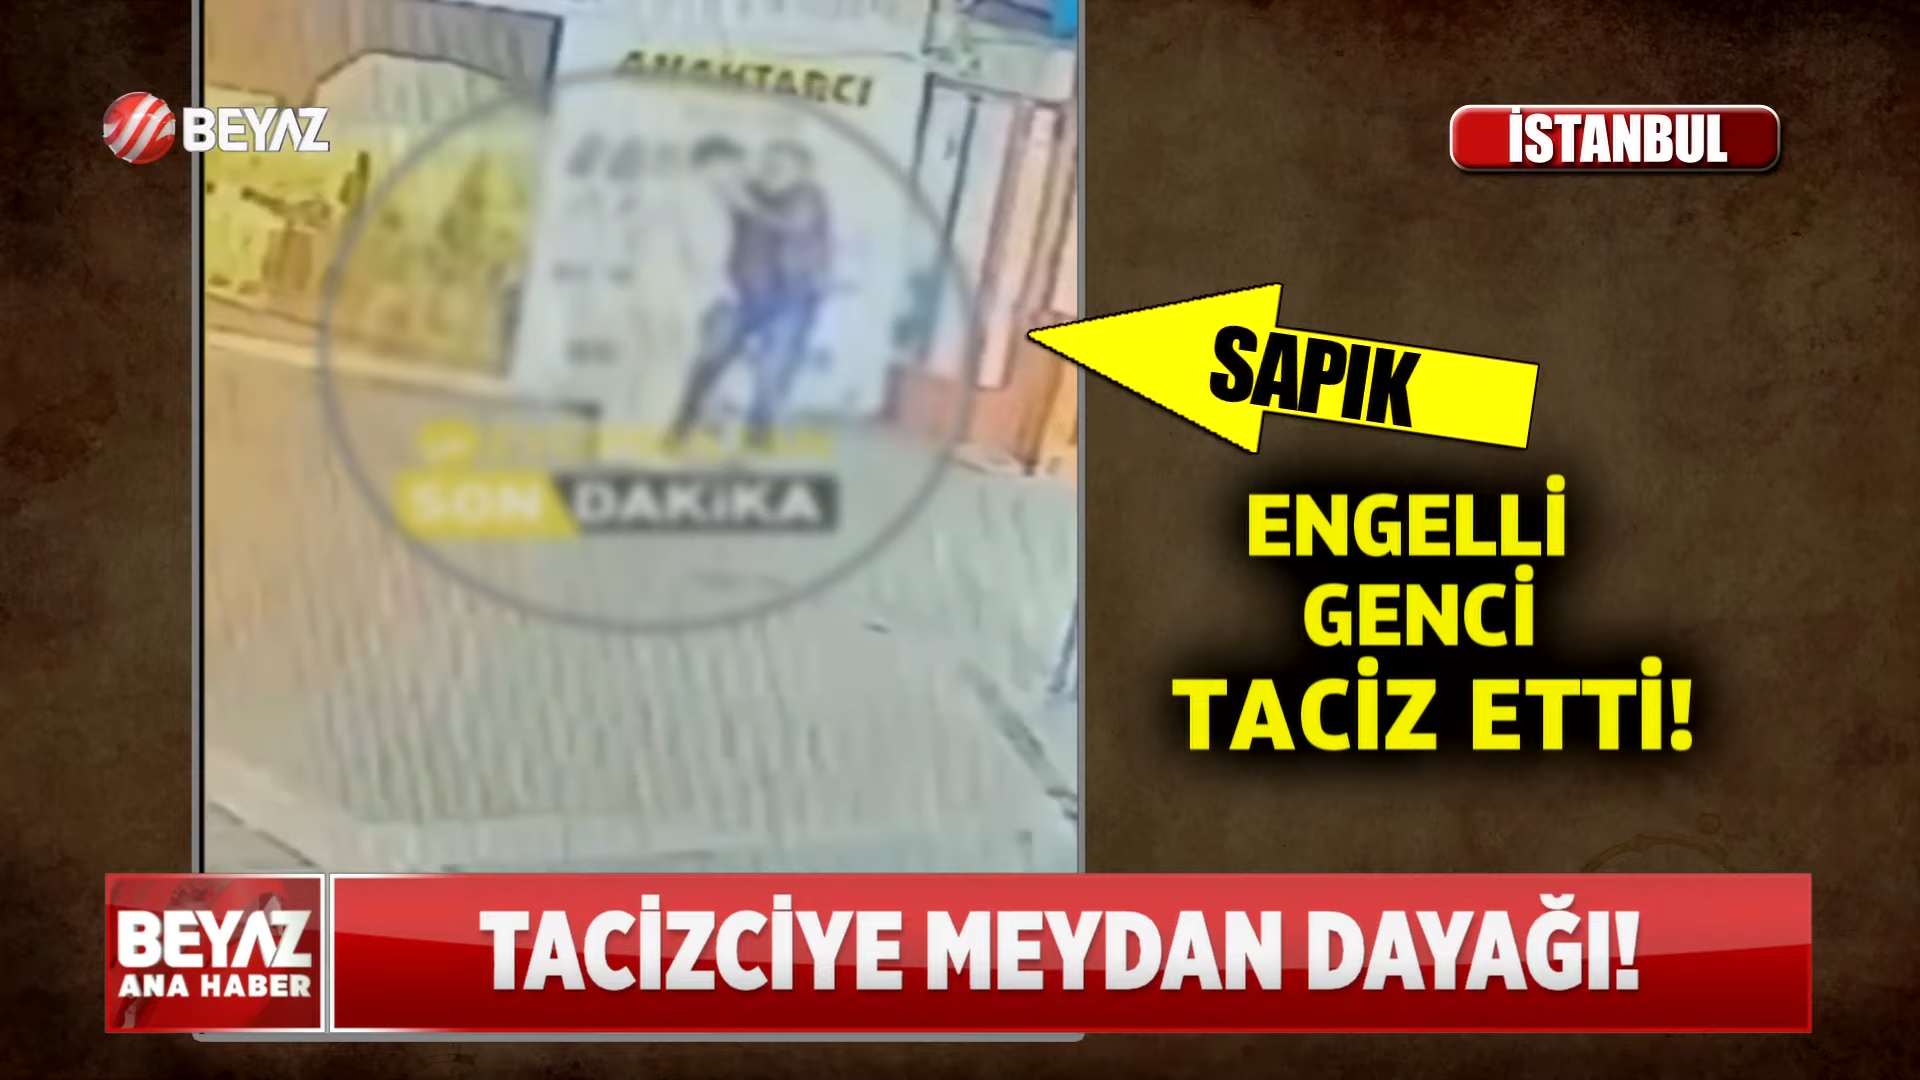 ANAHTARCI
BEYAZ
İSTANBUL
SAPIK
SON DAKİKA
ENGELLİ
GENCİ
TACİZ ETTİ!
BEYAZ
ANA HABER
TACİZCİYE MEYDAN DAYAĞI!